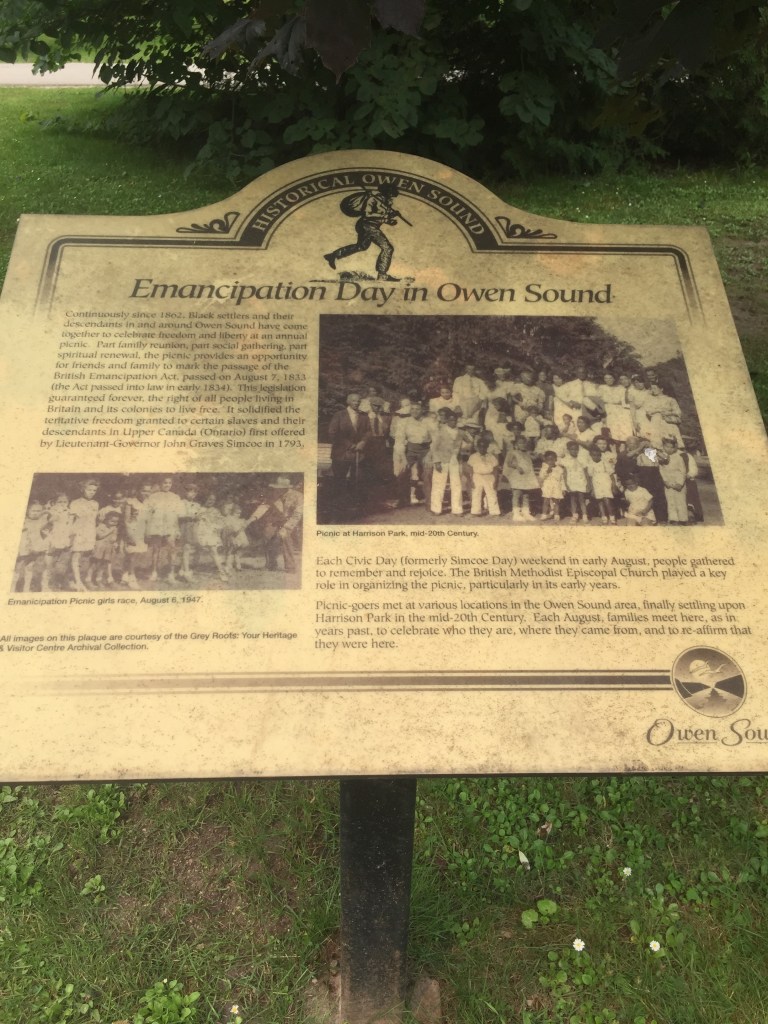 HISTORICAL OWEN SOUND
Emancipation Day in Owen Sound
Continuously since 1862, Black settlers and their
descendants in and around Owen Sound have come
together to celebrate freedom and liberty at an annual
picnic. Part family reunion, part social gathering, part
spiritual renewal, the picnic provides an opportunity
for friends and family to mark the passage of the
British Emancipation Act, passed on August 7, 1833
(the Act passed into law in early 1834). This legislation
guaranteed forever, the right of all people living in
Britain and its colonies to live free. It solidified the
tentative freedom granted to certain slaves and their
descendants in Upper Canada (Ontario) first offered
by Lieutenant-Governor John Graves Simcoe in 1793.
Emancipation Picnic girls race, August 6, 1947.
All images on this plaque are courtesy of the Grey Roots: Your Heritage
& Visitor Centre Archival Collection.
Picnic at Harrison Park, mid-20th Century.
Each Civic Day (formerly Simcoe Day) weekend in early August, people gathered
to remember and rejoice. The British Methodist Episcopal Church played a key
role in organizing the picnic, particularly in its early years.
Picnic-goers met at various locations in the Owen Sound area, finally settling upon
Harrison Park in the mid-20th Century. Each August, families meet here, as in
years past, to celebrate who they are, where they came from, and to re-affirm that
they were here.
Owen Sou